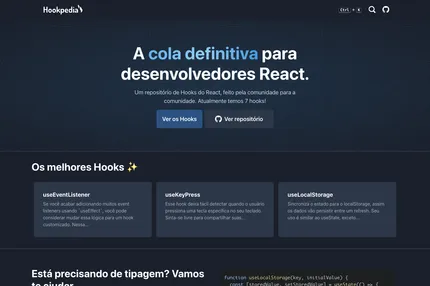 Hookpedia
Ctrl + K
A cola definitiva para
desenvolvedores React.
Um repositório de Hooks do React, feito pela comunidade para a
comunidade. Atualmente temos 7 hooks!
Ver os Hooks
Ver repositório
Os melhores Hooks ✨
useEventListener
Se você acabar adicionando muitos event
listeners usando `useEffect`, você pode
considerar mudar essa lógica para um hook
customizado. Nessa...
useKeyPress
Esse hook deixa fácil detectar quando o usuário
pressiona uma tecla específica no seu teclado.
Sinta-se livre para compartilhar suas...
useLocalStorage
Sincroniza o estado para o localStorage, assim
os dados vão persistir entre um refresh. Seu
uso é similar ao useState, exceto...
Está precisando de tipagem? Vamos
te ajudar
function useLocalStorage(key, initialValue) {
const [storedValue, setStoredValue] = useState(() => {